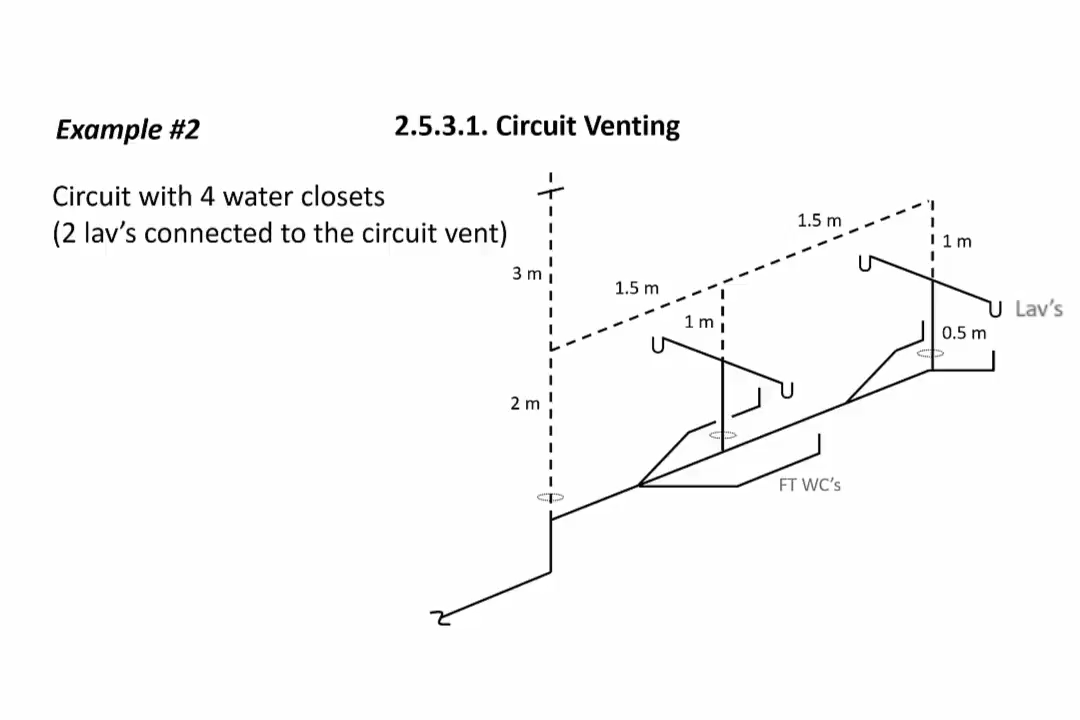 Example #2
2.5.3.1. Circuit Venting
Circuit with 4 water closets
(2 lav's connected to the circuit vent)
1.5 m
1 m
3 m
1.5 m
1 m
Lav's
0.5 m
2 m
FT WC's